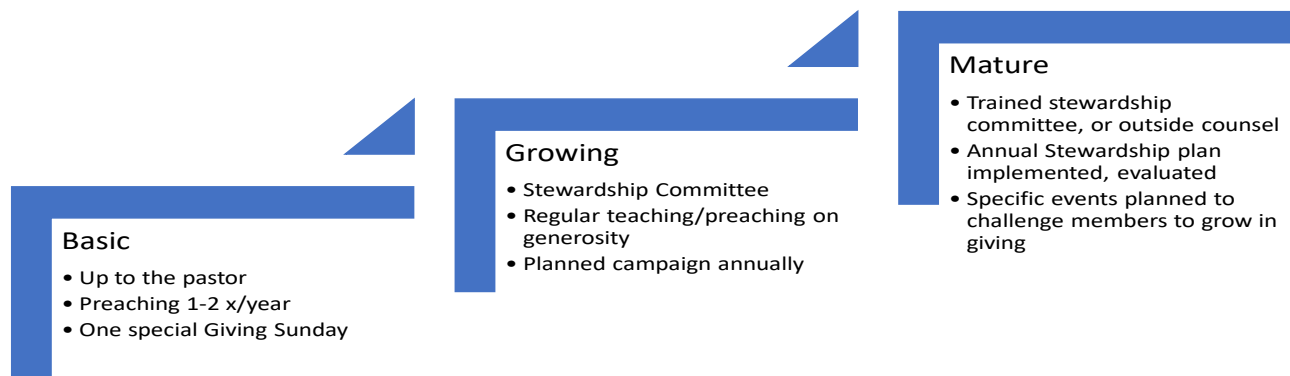 Basic
• Up to the pastor
• Preaching 1-2 x/year
• One special Giving Sunday
Growing
• Stewardship Committee
• Regular teaching/preaching on
generosity
• Planned campaign annually
Mature
• Trained stewardship
committee, or outside counsel
• Annual Stewardship plan
implemented, evaluated
• Specific events planned to
challenge members to grow in
giving